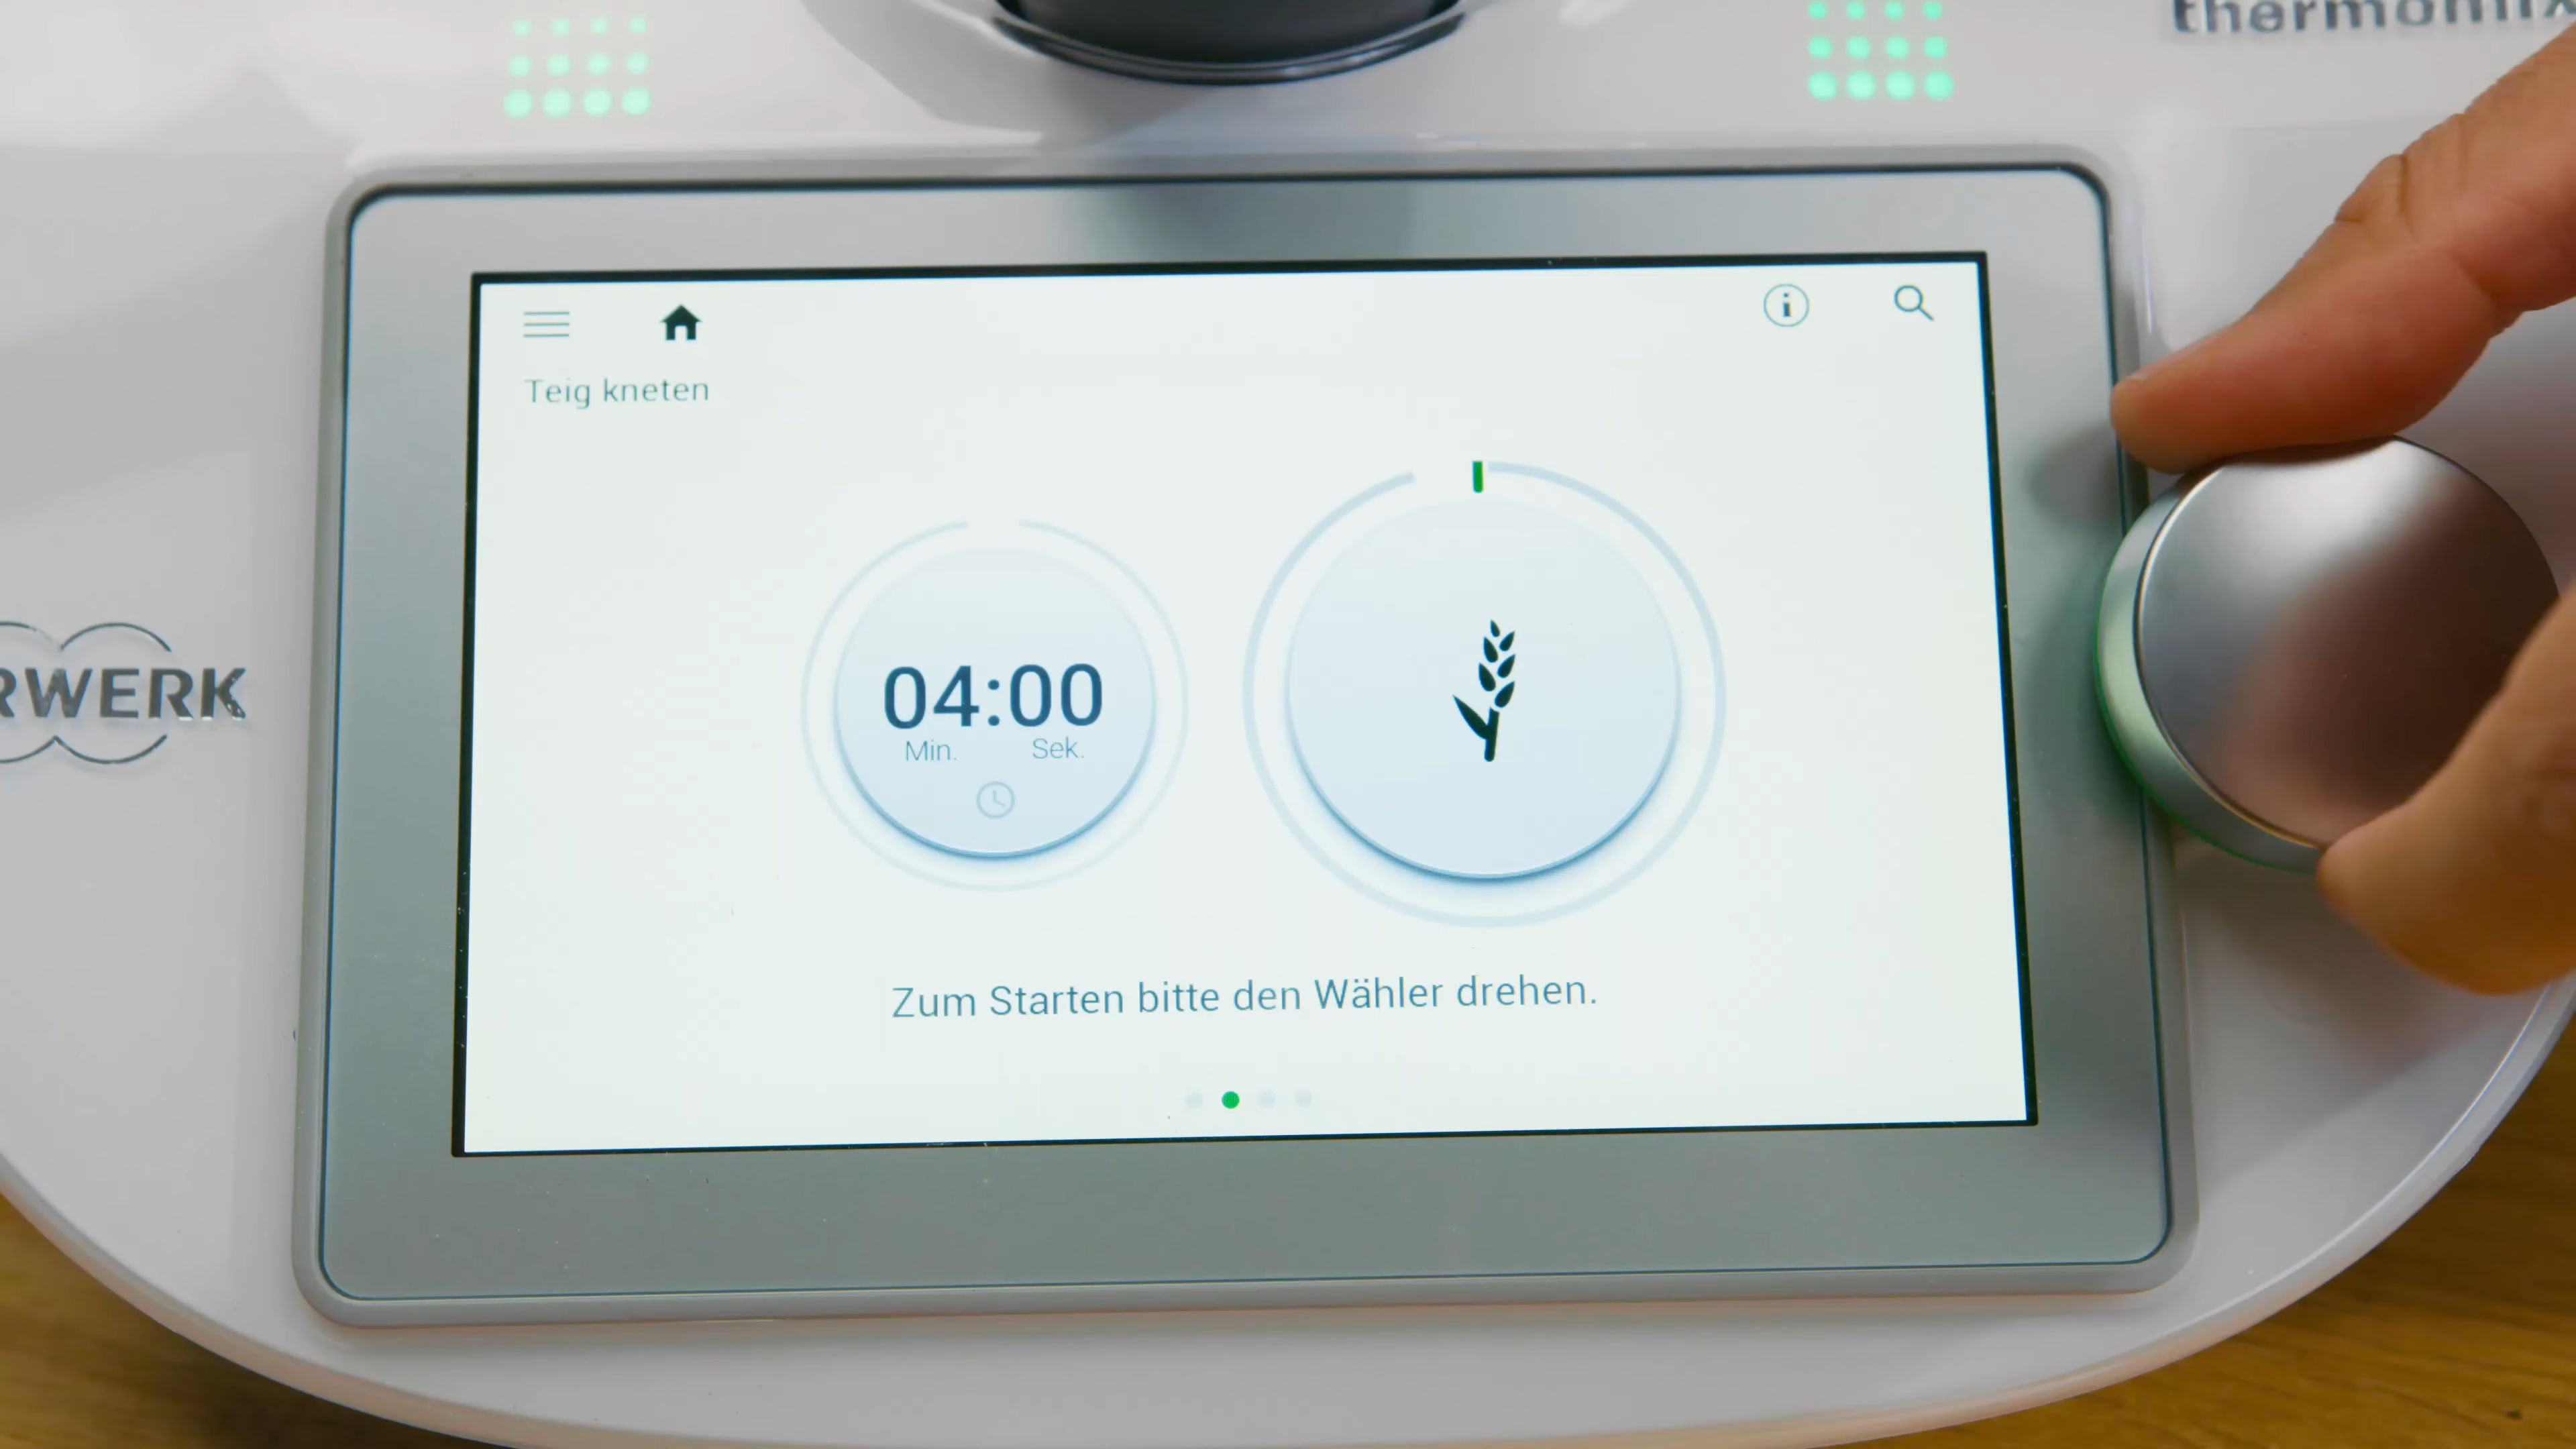 thermomix
Teig kneten
04:00
Min. Sek.
RWERK
Zum Starten bitte den Wähler drehen.